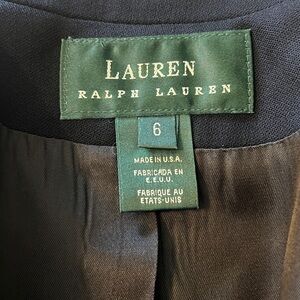 LAUREN
RALPH LAUREN
6
MADE IN U.S.A.
FABRICADA EN
E.E.U.U.
FABRIQUE AU
ETATS-UNIS